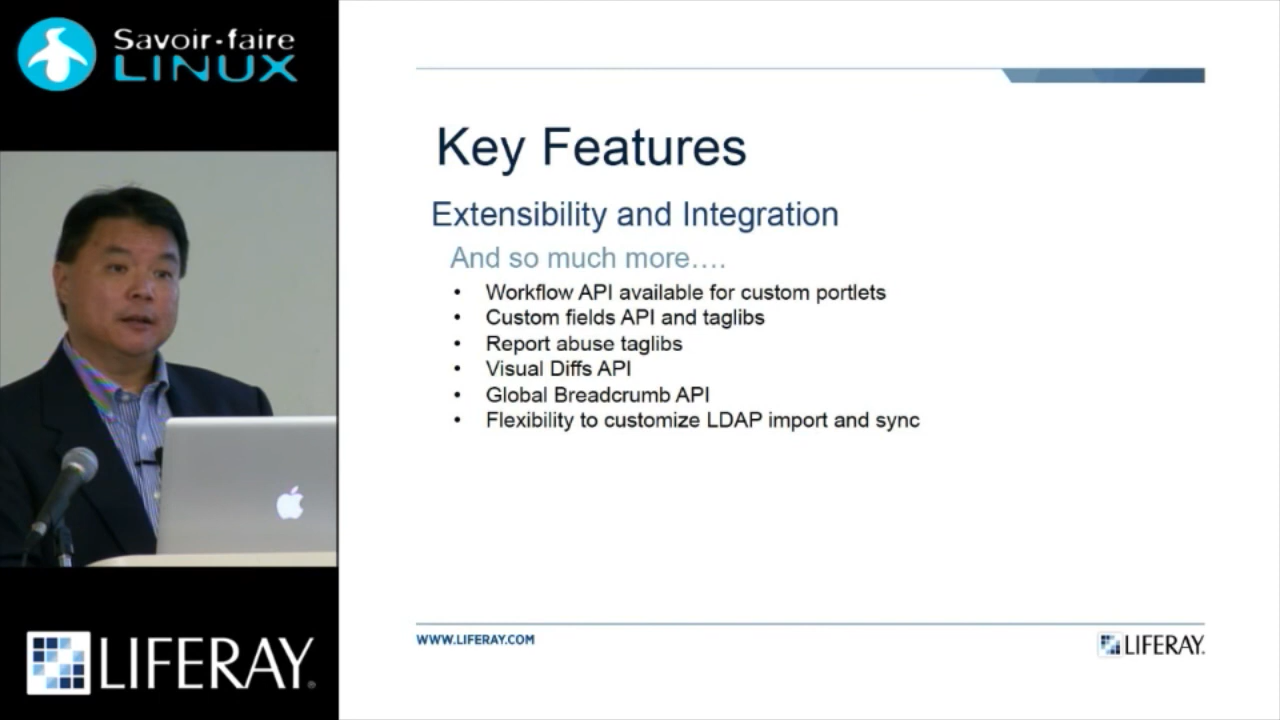 Savoir-faire
LINUX
Key Features
Extensibility and Integration
And so much more….
• Workflow API available for custom portlets
• Custom fields API and taglibs
• Report abuse taglibs
• Visual Diffs API
• Global Breadcrumb API
• Flexibility to customize LDAP import and sync
WWW.LIFERAY.COM
LIFERAY.
LIFERAY®